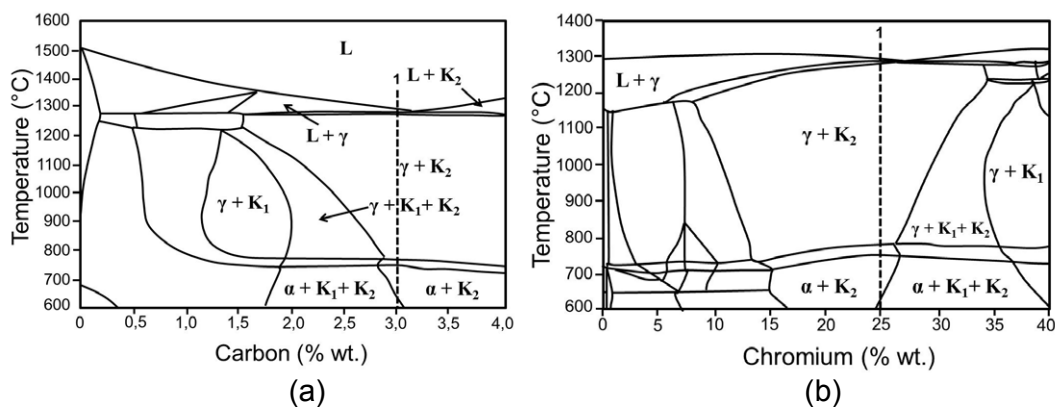 1600
1500
1400
1300
1200
1100
1000
900
800
700
600
Temperature (°C)
L
1
L + K₂
L + γ
γ + K₂
γ + K₁
γ + K₁ + K₂
α + K₁ + K₂
α + K₂
0 0,5 1,0 1,5 2,0 2,5 3,0 3,5 4,0
Carbon (% wt.)
(a)
1400
1300
1200
1100
1000
900
800
700
600
Temperature (°C)
1
L + γ
γ + K₂
γ + K₁
γ + K₁ + K₂
α + K₂
α + K₁ + K₂
0 5 10 15 20 25 30 35 40
Chromium (% wt.)
(b)